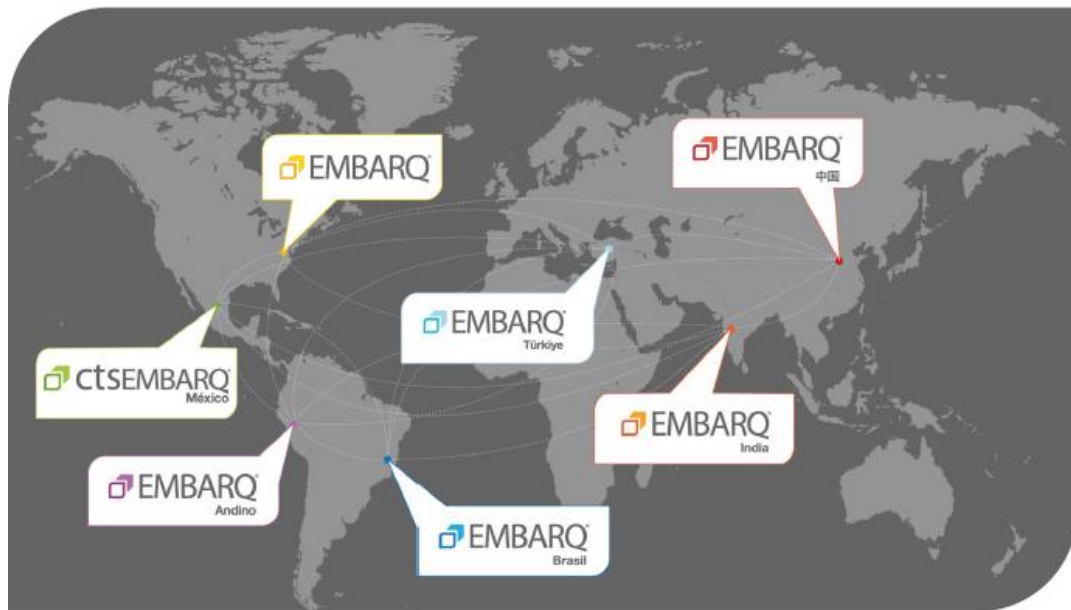 EMBARQ®
EMBARQ®
中国
EMBARQ®
Türkiye
ctsEMBARQ®
México
EMBARQ®
India
EMBARQ®
Andino
EMBARQ®
Brasil